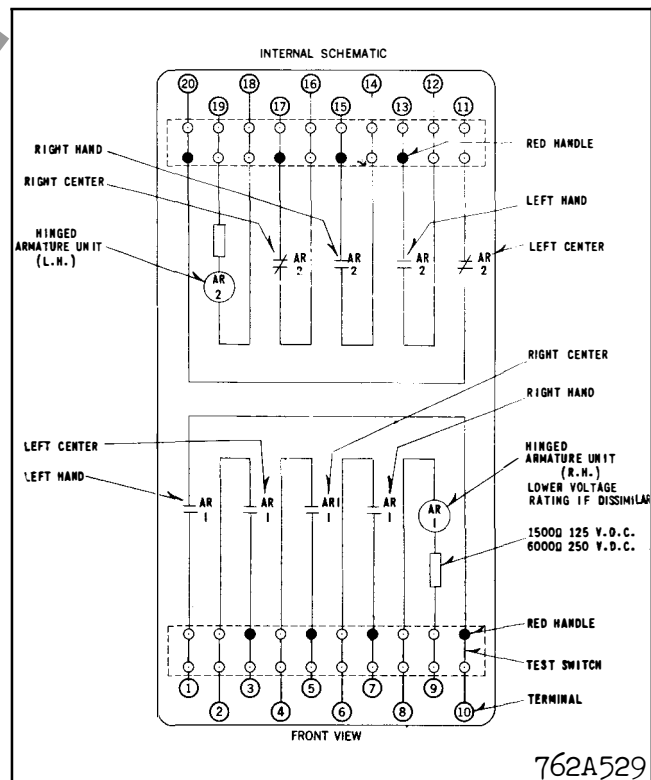 INTERNAL SCHEMATIC
20
18
16
14
12
19
17
15
13
11
RIGHT HAND
RIGHT CENTER
HINGED
ARMATURE UNIT
(L.H.)
AR
2
AR
2
AR
2
AR
2
AR
2
RED HANDLE
LEFT HAND
LEFT CENTER
RIGHT CENTER
RIGHT HAND
LEFT CENTER
LEFT HAND
AR
1
AR
1
AR1
1
AR
1
AR
1
HINGED
ARMATURE UNIT
(R.H.)
LOWER VOLTAGE
RATING IF DISSIMILAR
1500Ω 125 V.D.C.
6000Ω 250 V.D.C.
RED HANDLE
TEST SWITCH
TERMINAL
1
3
5
7
9
2
4
6
8
10
FRONT VIEW
762A529